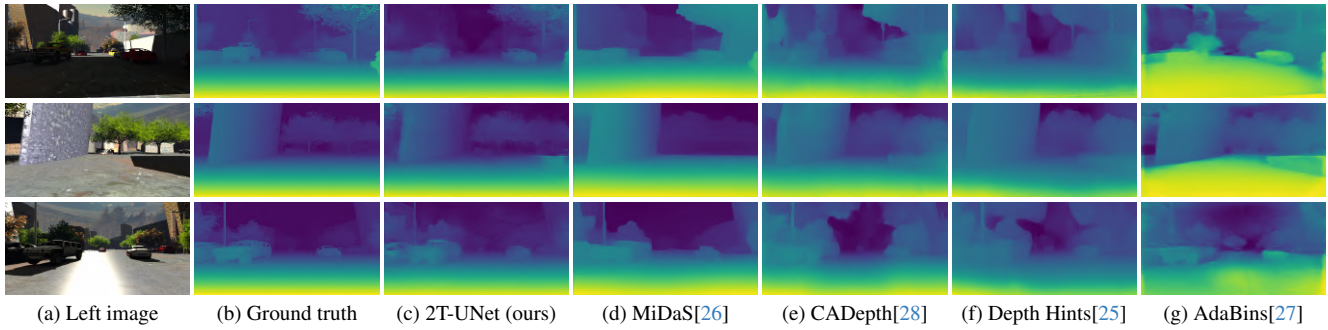 (a) Left image (b) Ground truth (c) 2T-UNet (ours) (d) MiDaS[26] (e) CADepth[28] (f) Depth Hints[25] (g) AdaBins[27]